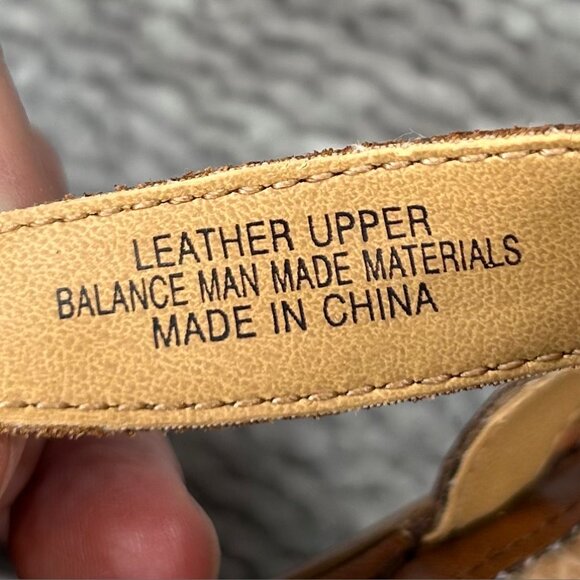 LEATHER UPPER
BALANCE MAN MADE MATERIALS
MADE IN CHINA